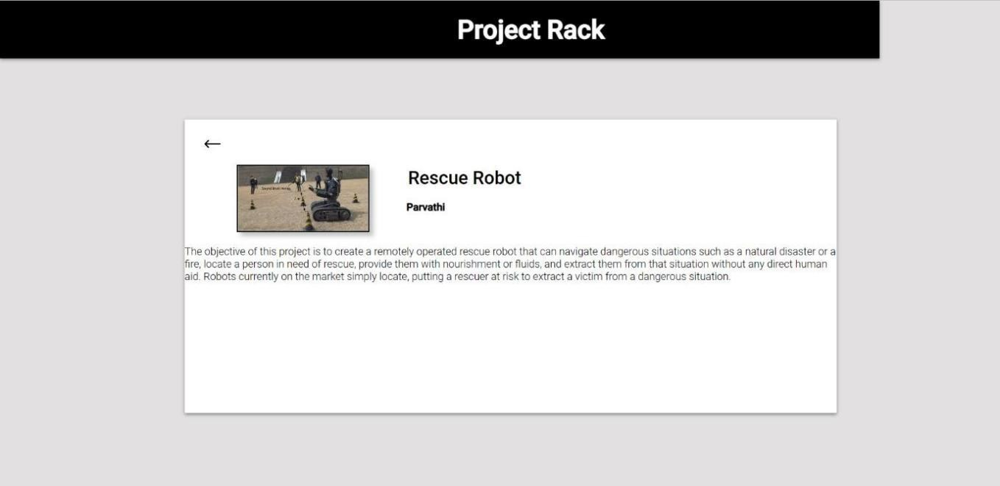 Project Rack
←
Rescue Robot
Parvathi
The objective of this project is to create a remotely operated rescue robot that can navigate dangerous situations such as a natural disaster or a
fire, locate a person in need of rescue, provide them with nourishment or fluids, and extract them from that situation without any direct human
aid. Robots currently on the market simply locate, putting a rescuer at risk to extract a victim from a dangerous situation.